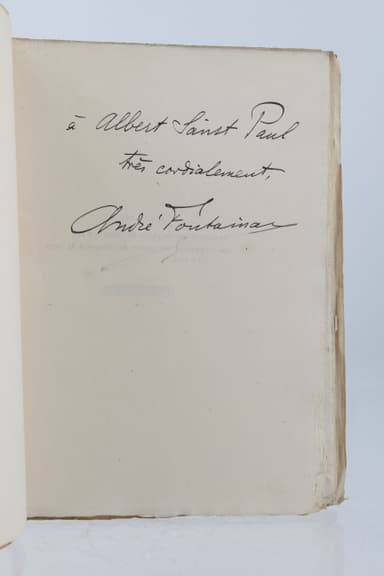 à Albert Saint Paul
très cordialement,
André Fontainas